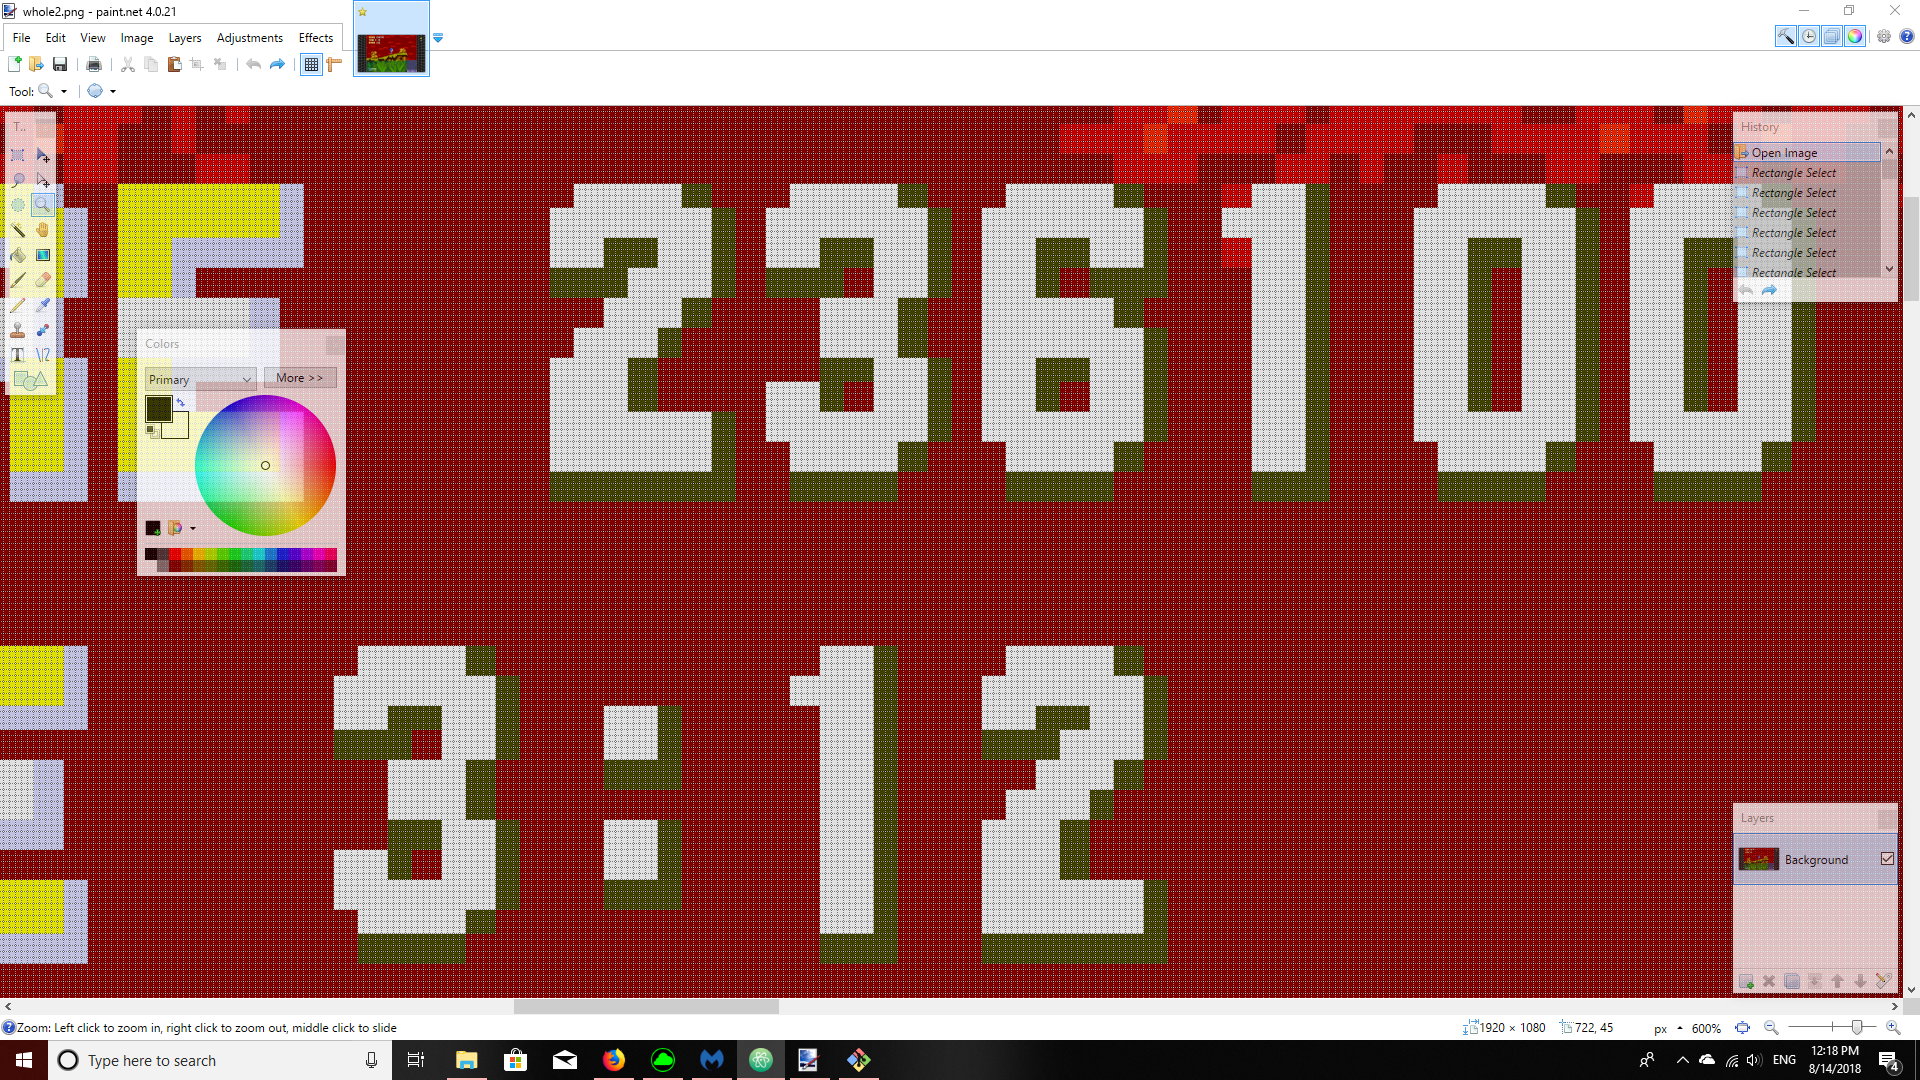 whole2.png - paint.net 4.0.21
File Edit View Image Layers Adjustments Effects
Tool:
T..
History
Open Image
Rectangle Select
Rectangle Select
Rectangle Select
Rectangle Select
Rectangle Select
Rectangle Select
236100
Colors
Primary
More >>
3:12
Layers
Background
Zoom: Left click to zoom in, right click to zoom out, middle click to slide
1920 × 1080
722, 45
px
600%
Type here to search
ENG
12:18 PM
8/14/2018
4